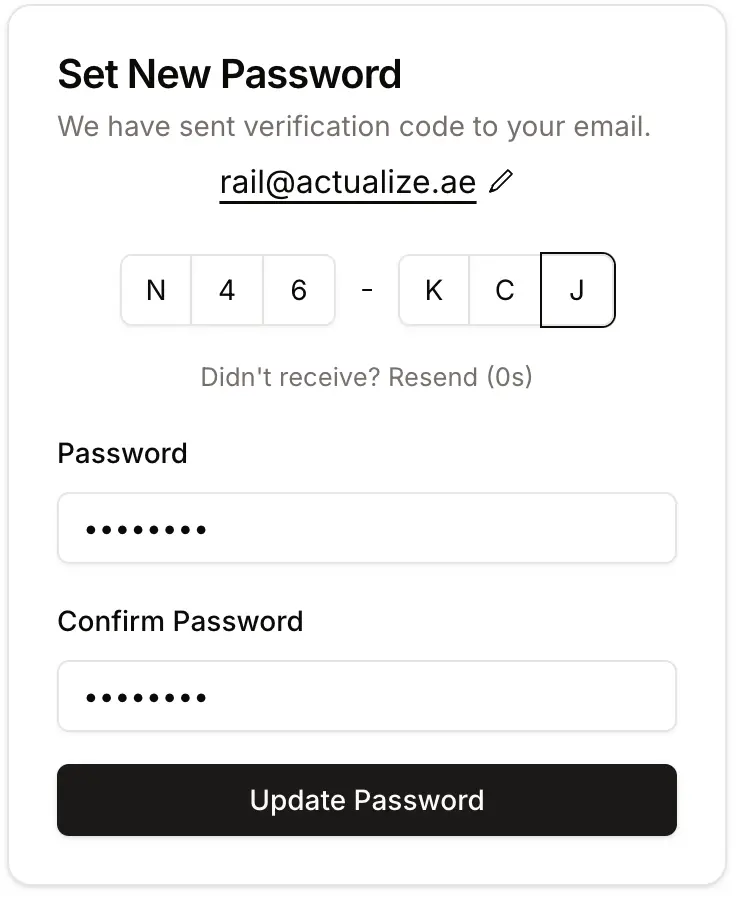 Set New Password
We have sent verification code to your email.
rail@actualize.ae
N 4 6 - K C J
Didn't receive? Resend (0s)
Password
••••••••
Confirm Password
••••••••
Update Password